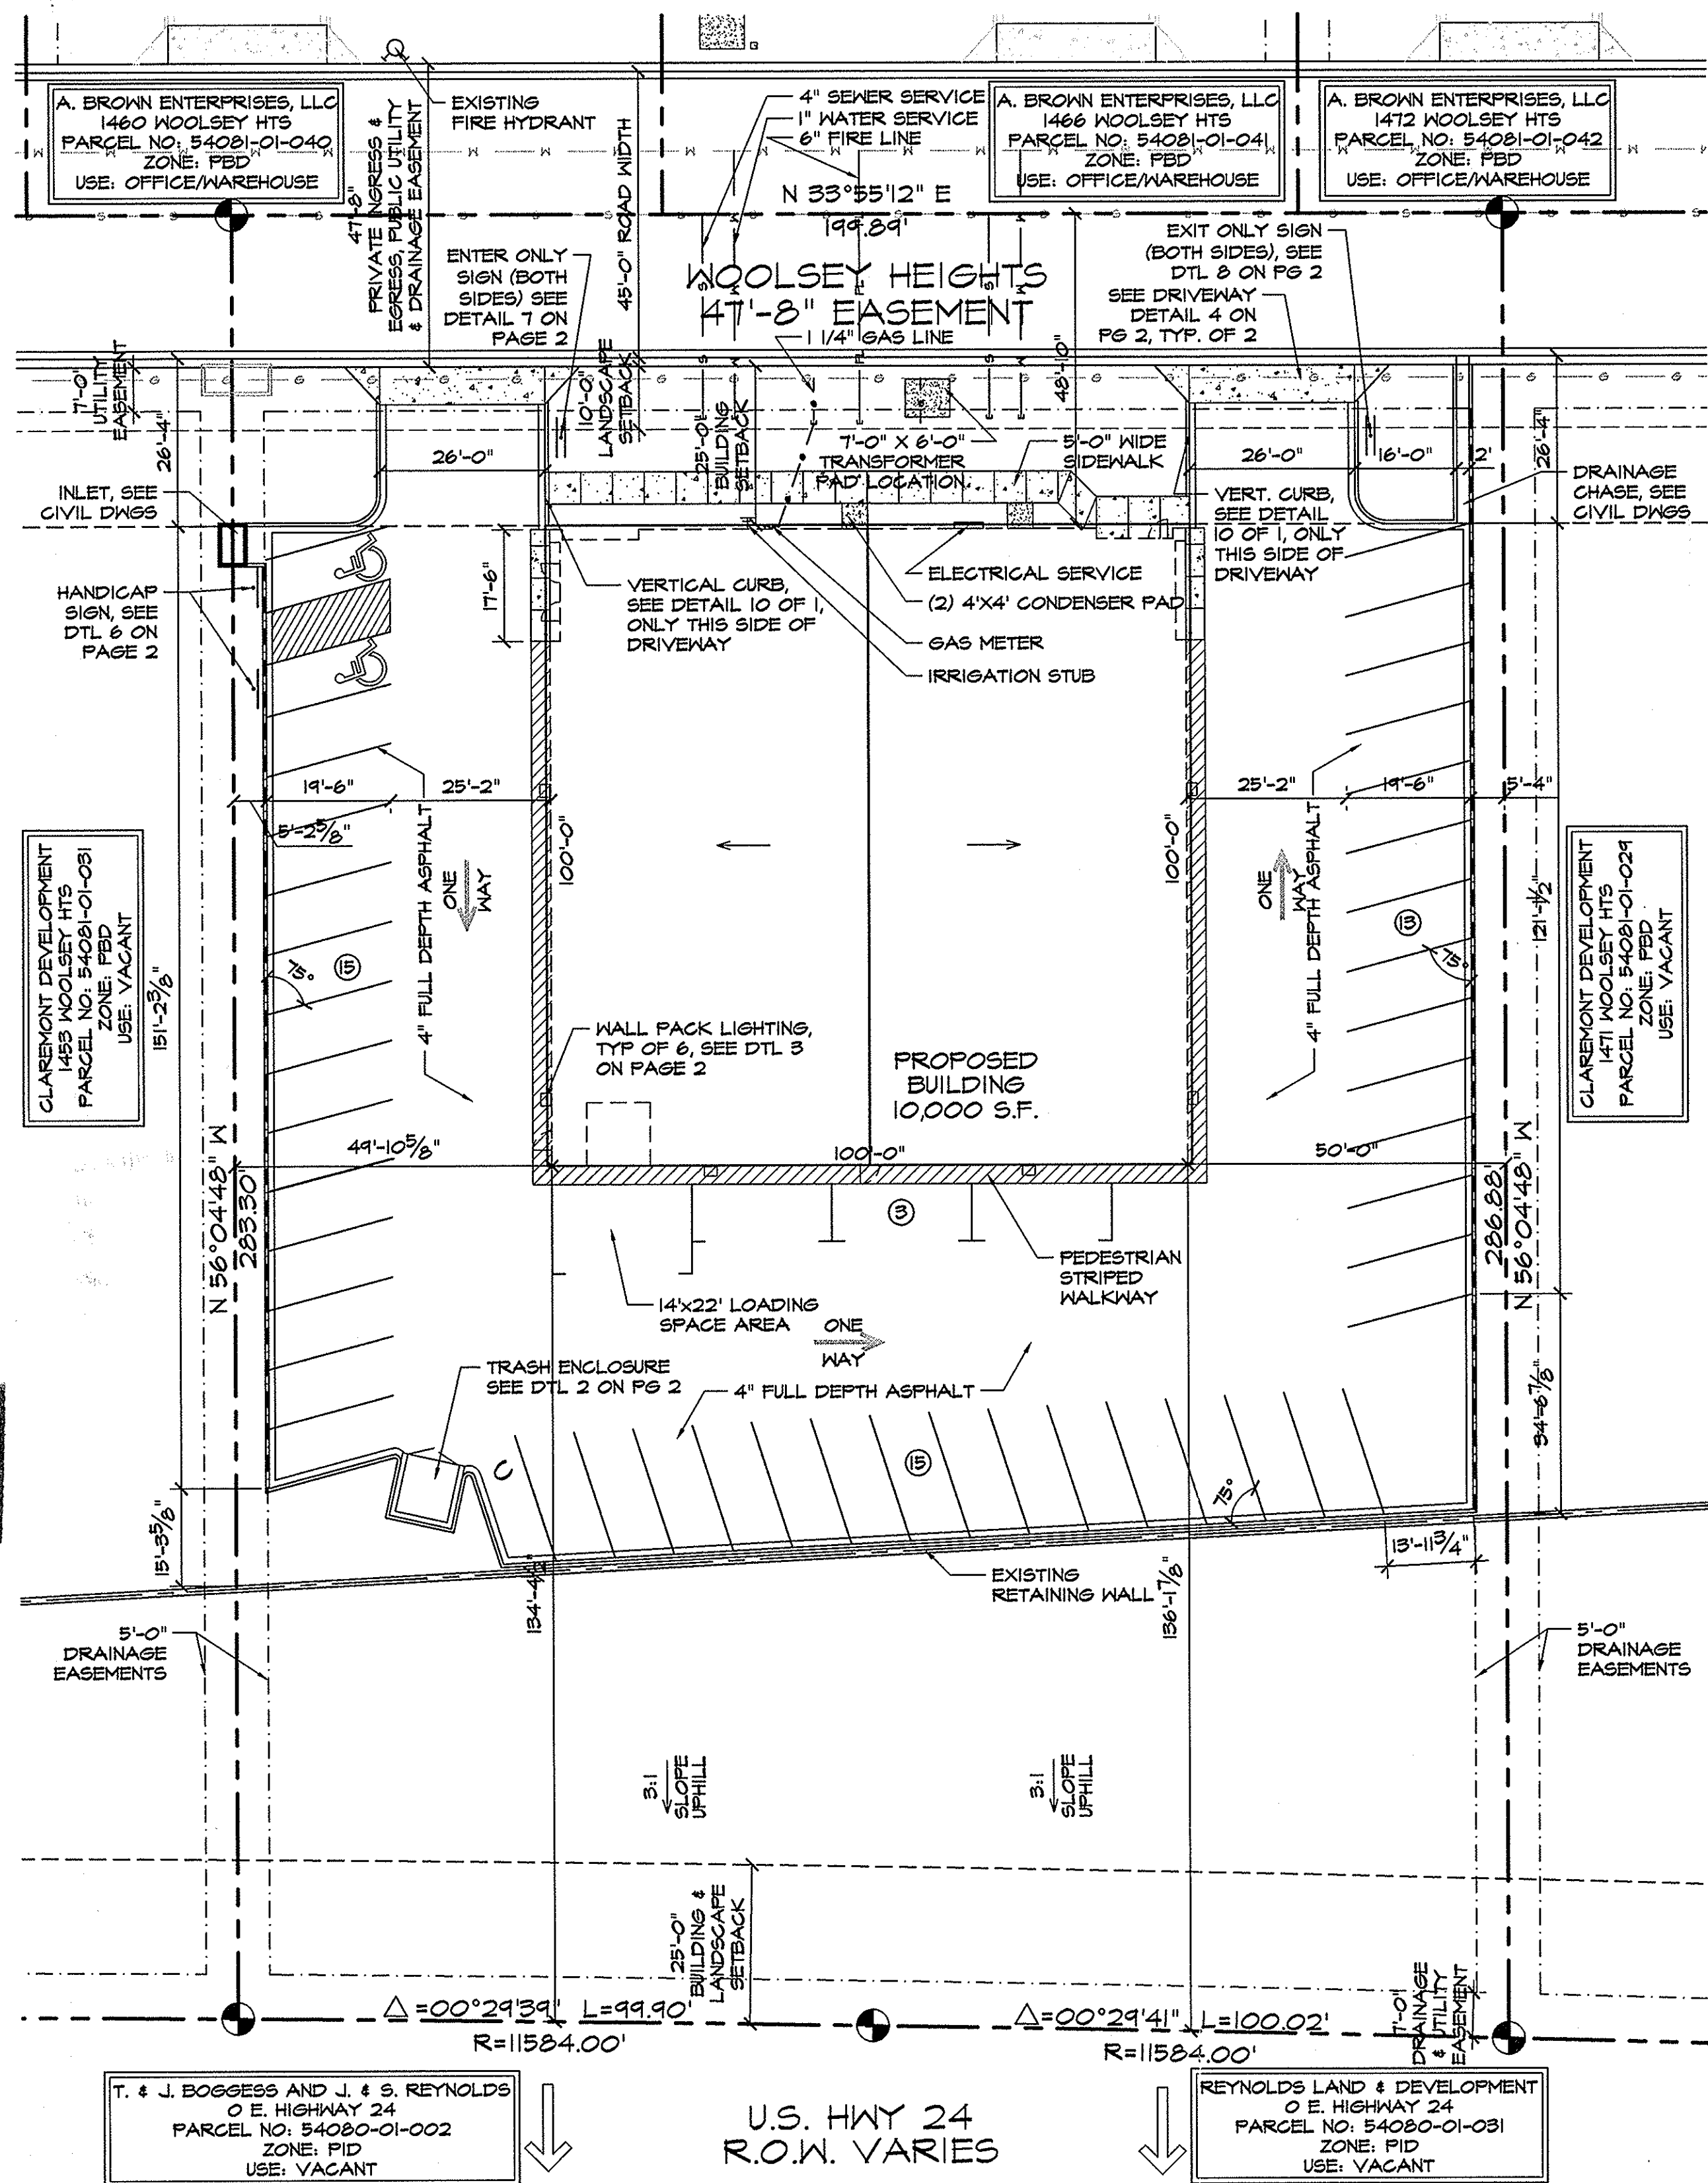 A. BROWN ENTERPRISES, LLC
1460 WOOLSEY HTS
PARCEL NO: 54081-01-040
ZONE: PBD
USE: OFFICE/WAREHOUSE
EXISTING
FIRE HYDRANT
47'-8"
PRIVATE INGRESS &
EGRESS, PUBLIC UTILITY
& DRAINAGE EASEMENT
45'-0" ROAD WIDTH
4" SEWER SERVICE
1" WATER SERVICE
6" FIRE LINE
A. BROWN ENTERPRISES, LLC
1466 WOOLSEY HTS
PARCEL NO: 54081-01-041
ZONE: PBD
USE: OFFICE/WAREHOUSE
A. BROWN ENTERPRISES, LLC
1472 WOOLSEY HTS
PARCEL NO: 54081-01-042
ZONE: PBD
USE: OFFICE/WAREHOUSE
N 33°55'12" E
199.89'
WOOLSEY HEIGHTS
47'-8" EASEMENT
ENTER ONLY
SIGN (BOTH
SIDES) SEE
DETAIL 7 ON
PAGE 2
EXIT ONLY SIGN
(BOTH SIDES), SEE
DTL 8 ON PG 2
SEE DRIVEWAY
DETAIL 4 ON
PG 2, TYP. OF 2
1 1/4" GAS LINE
48'-10"
7'-0"
UTILITY
EASEMENT
26'-4"
10'-0"
LANDSCAPE
SETBACK
25'-0"
BUILDING
SETBACK
26'-0"
7'-0" X 6'-0"
TRANSFORMER
PAD LOCATION
5'-0" WIDE
SIDEWALK
26'-0"
16'-0"
2'
26'-4"
INLET, SEE
CIVIL DWGS
DRAINAGE
CHASE, SEE
CIVIL DWGS
VERT. CURB,
SEE DETAIL
10 OF 1, ONLY
THIS SIDE OF
DRIVEWAY
17'-6"
HANDICAP
SIGN, SEE
DTL 6 ON
PAGE 2
VERTICAL CURB,
SEE DETAIL 10 OF 1,
ONLY THIS SIDE OF
DRIVEWAY
ELECTRICAL SERVICE
(2) 4'X4' CONDENSER PAD
GAS METER
IRRIGATION STUB
19'-6"
25'-2"
5'-2 5/8"
25'-2"
19'-6"
5'-4"
100'-0"
100'-0"
4" FULL DEPTH ASPHALT
ONE
WAY
ONE
WAY
4" FULL DEPTH ASPHALT
CLAREMONT DEVELOPMENT
1453 WOOLSEY HTS
PARCEL NO: 54081-01-031
ZONE: PBD
USE: VACANT
151'-2 3/8"
75°
15
13
75°
121'-1/2"
CLAREMONT DEVELOPMENT
1471 WOOLSEY HTS
PARCEL NO: 54081-01-029
ZONE: PBD
USE: VACANT
WALL PACK LIGHTING,
TYP OF 6, SEE DTL 3
ON PAGE 2
PROPOSED
BUILDING
10,000 S.F.
49'-10 5/8"
100'-0"
50'-0"
N 56°04'48" W
283.30'
286.88'
N 56°04'48" W
3
PEDESTRIAN
STRIPED
WALKWAY
14'x22' LOADING
SPACE AREA
ONE
WAY
TRASH ENCLOSURE
SEE DTL 2 ON PG 2
4" FULL DEPTH ASPHALT
34'-6 7/8"
C
15
75°
15'-3 5/8"
13'-11 3/4"
EXISTING
RETAINING WALL
136'-1 7/8"
5'-0"
DRAINAGE
EASEMENTS
5'-0"
DRAINAGE
EASEMENTS
3:1
SLOPE
UPHILL
3:1
SLOPE
UPHILL
25'-0"
BUILDING &
LANDSCAPE
SETBACK
7'-0"
DRAINAGE
& UTILITY
EASEMENT
△=00°29'39" L=99.90'
R=11584.00'
△=00°29'41" L=100.02'
R=11584.00'
T. & J. BOGGESS AND J. & S. REYNOLDS
0 E. HIGHWAY 24
PARCEL NO: 54080-01-002
ZONE: PID
USE: VACANT
U.S. HWY 24
R.O.W. VARIES
REYNOLDS LAND & DEVELOPMENT
0 E. HIGHWAY 24
PARCEL NO: 54080-01-031
ZONE: PID
USE: VACANT